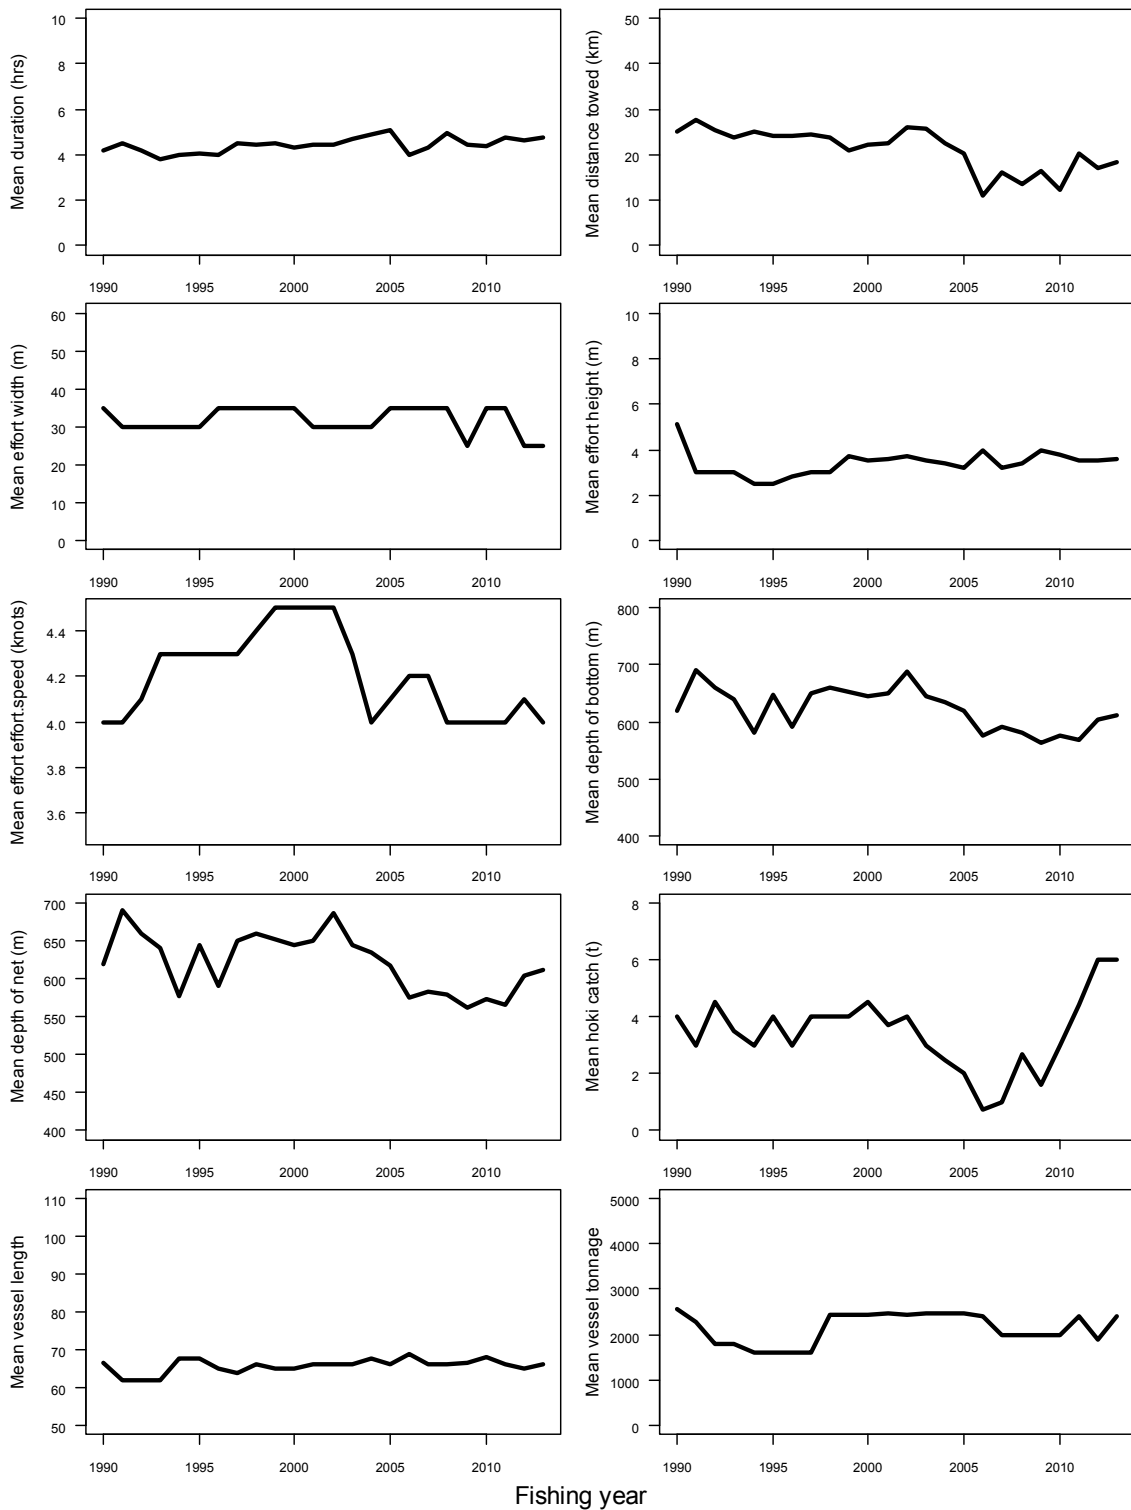 Mean duration (hrs)
10
8
6
4
2
0
1990 1995 2000 2005 2010
Mean distance towed (km)
50
40
30
20
10
0
1990 1995 2000 2005 2010
Mean effort width (m)
60
50
40
30
20
10
0
1990 1995 2000 2005 2010
Mean effort height (m)
10
8
6
4
2
0
1990 1995 2000 2005 2010
Mean effort effort.speed (knots)
4.4
4.2
4.0
3.8
3.6
1990 1995 2000 2005 2010
Mean depth of bottom (m)
800
700
600
500
400
1990 1995 2000 2005 2010
Mean depth of net (m)
700
650
600
550
500
450
400
1990 1995 2000 2005 2010
Mean hoki catch (t)
8
6
4
2
0
1990 1995 2000 2005 2010
Mean vessel length
110
100
90
80
70
60
50
1990 1995 2000 2005 2010
Mean vessel tonnage
5000
4000
3000
2000
1000
0
1990 1995 2000 2005 2010
Fishing year